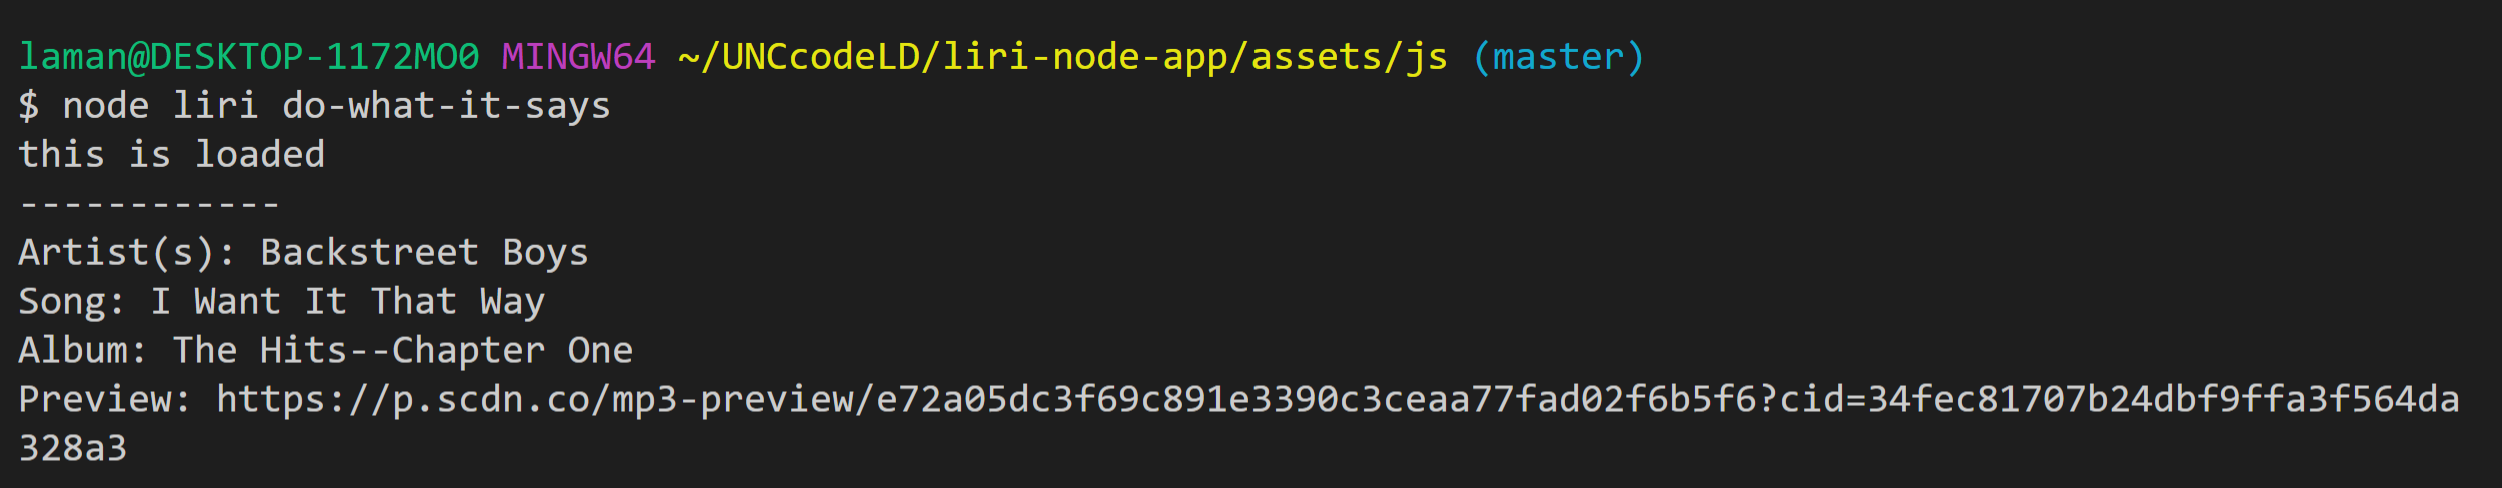 laman@DESKTOP-1172MO0 MINGW64 ~/UNCcodeLD/liri-node-app/assets/js (master)
$ node liri do-what-it-says
this is loaded
------------
Artist(s): Backstreet Boys
Song: I Want It That Way
Album: The Hits--Chapter One
Preview: https://p.scdn.co/mp3-preview/e72a05dc3f69c891e3390c3ceaa77fad02f6b5f6?cid=34fec81707b24dbf9ffa3f564da
328a3